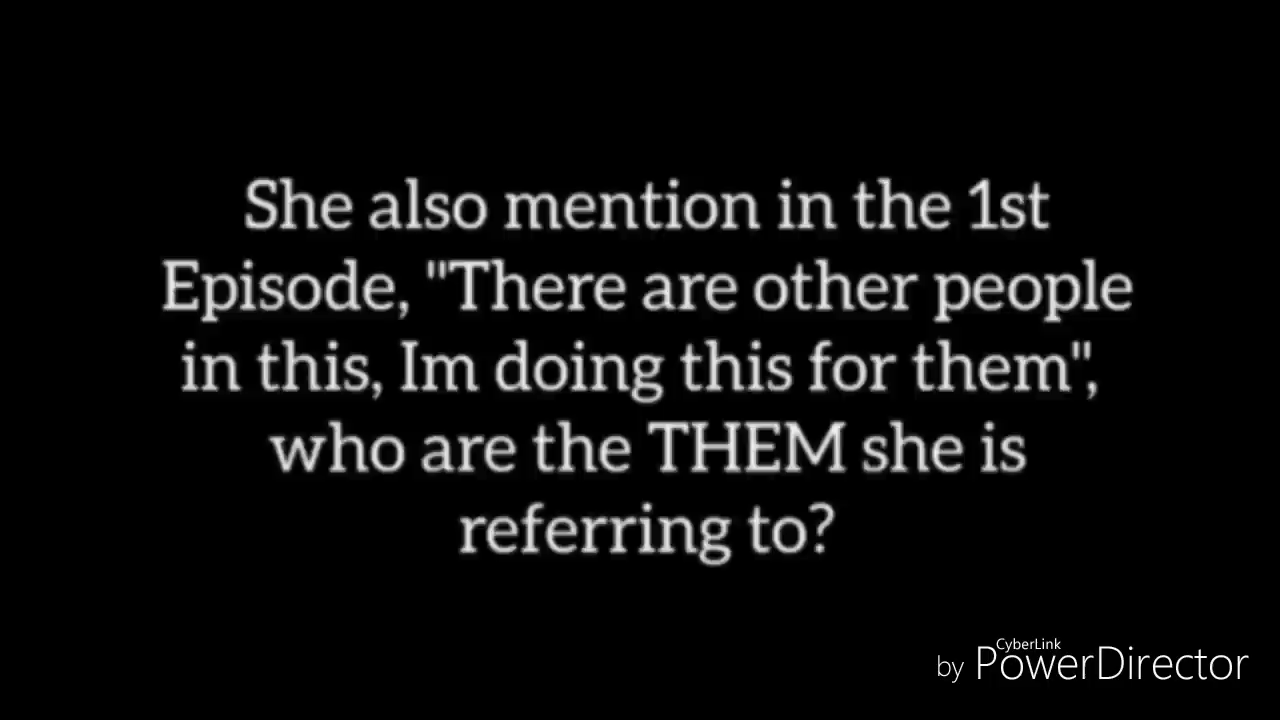 She also mention in the 1st
Episode, "There are other people
in this, Im doing this for them",
who are the THEM she is
referring to?
CyberLink
by PowerDirector